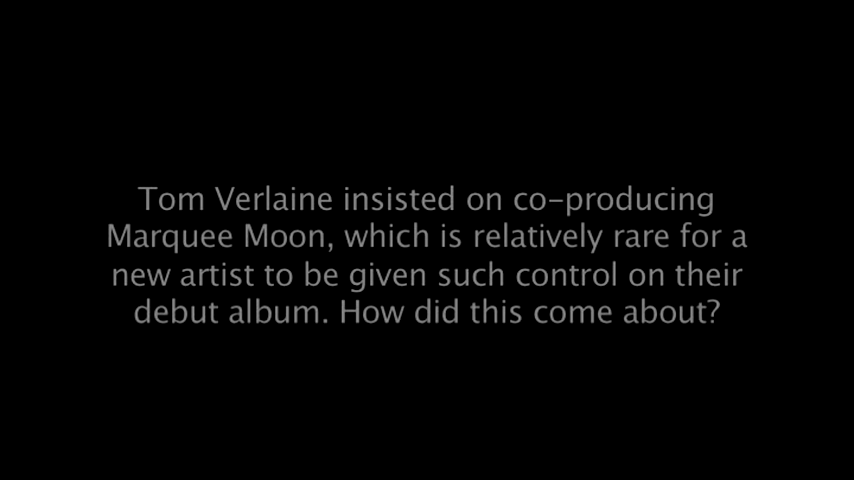 Tom Verlaine insisted on co-producing
Marquee Moon, which is relatively rare for a
new artist to be given such control on their
debut album. How did this come about?